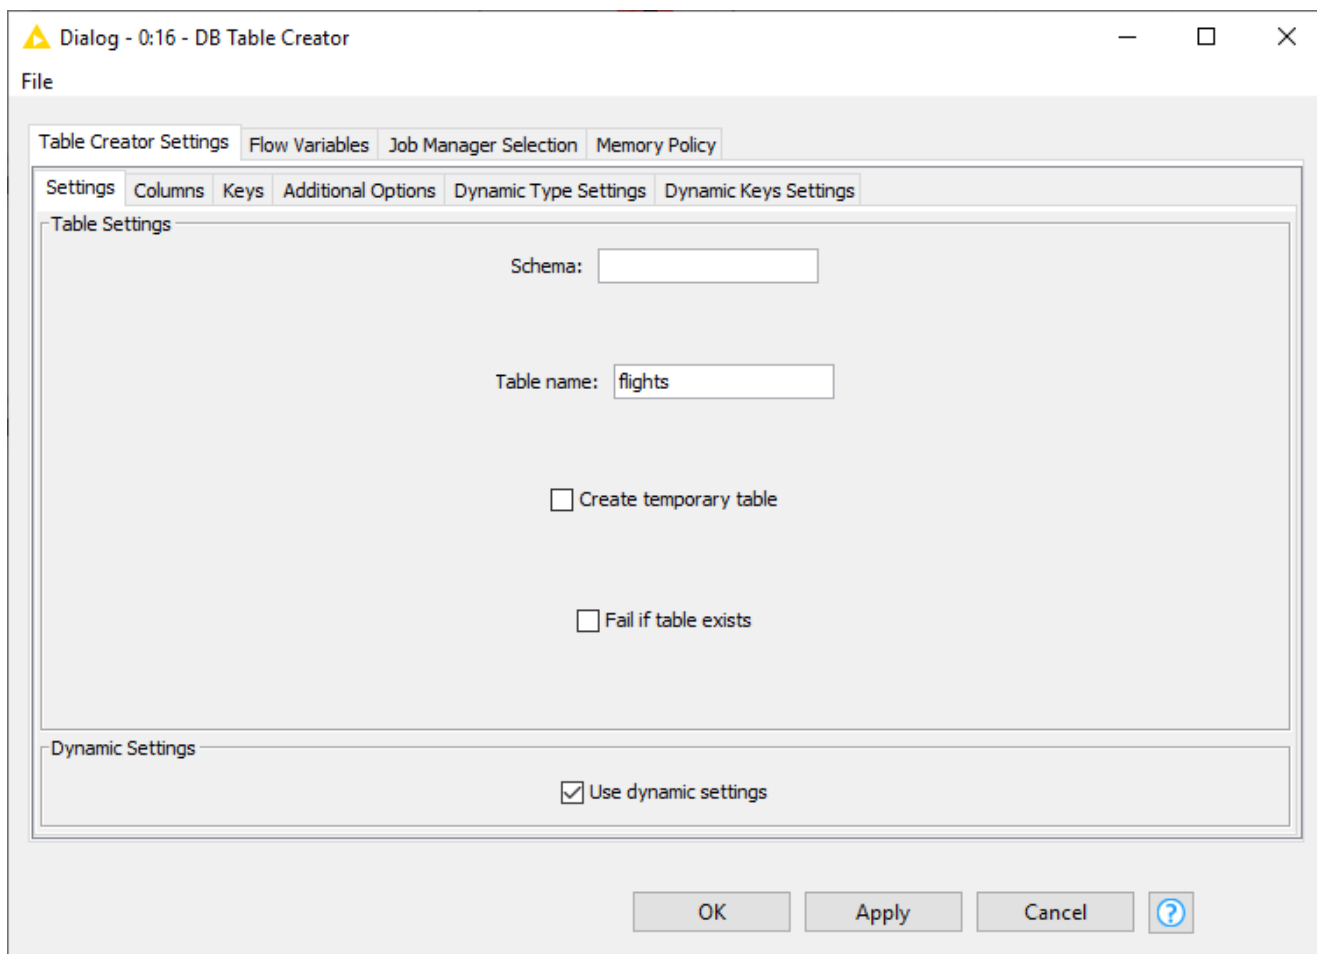 Dialog - 0:16 - DB Table Creator
File
Table Creator Settings Flow Variables Job Manager Selection Memory Policy
Settings Columns Keys Additional Options Dynamic Type Settings Dynamic Keys Settings
Table Settings
Schema:
Table name: flights
Create temporary table
Fail if table exists
Dynamic Settings
Use dynamic settings
OK Apply Cancel ?